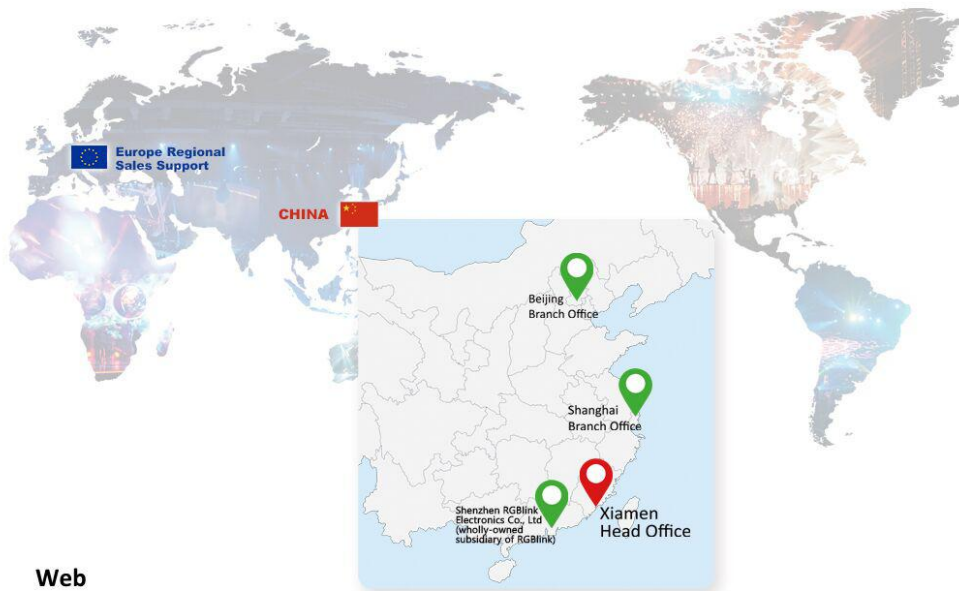 Europe Regional
Sales Support
CHINA
Beijing
Branch Office
Shanghai
Branch Office
Shenzhen RGBlink
Electronics Co., Ltd
(wholly-owned
subsidiary of RGBlink)
Xiamen
Head Office
Web